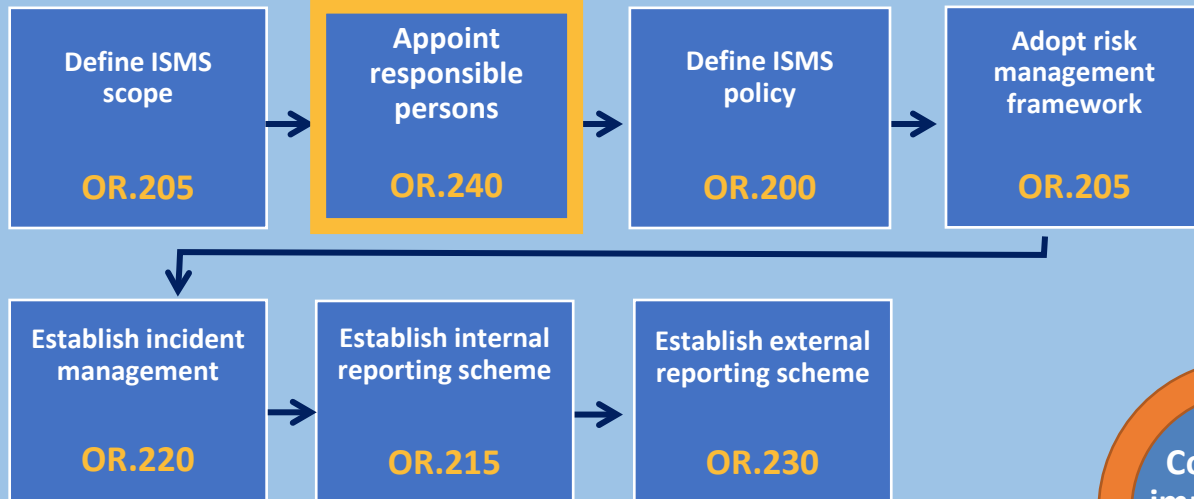 Define ISMS
scope
OR.205
Appoint
responsible
persons
OR.240
Define ISMS
policy
OR.200
Adopt risk
management
framework
OR.205
Establish incident
management
OR.220
Establish internal
reporting scheme
OR.215
Establish external
reporting scheme
OR.230